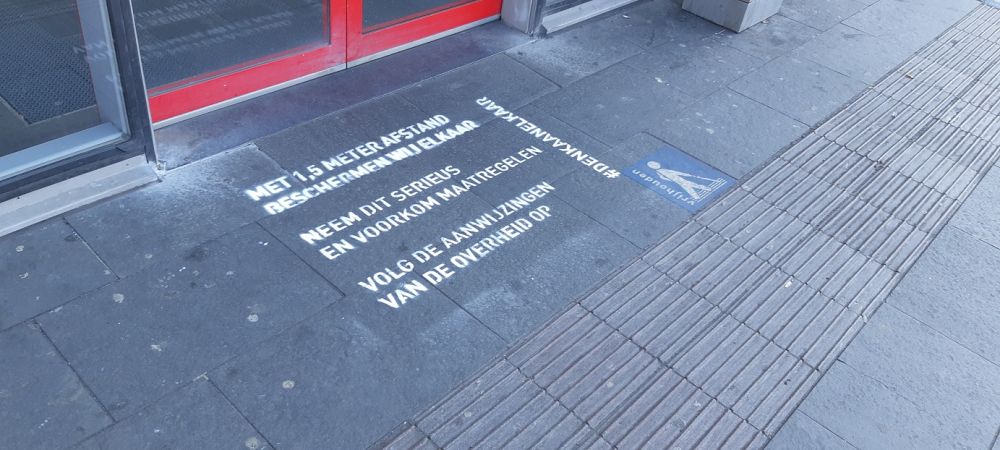 MET 1,5 METER AFSTAND
BESCHERMEN WIJ ELKAAR
NEEM DIT SERIEUS
EN VOORKOM MAATREGELEN
VOLG DE AANWIJZINGEN
VAN DE OVERHEID OP
#DENKAANELKAAR
vrijhouden